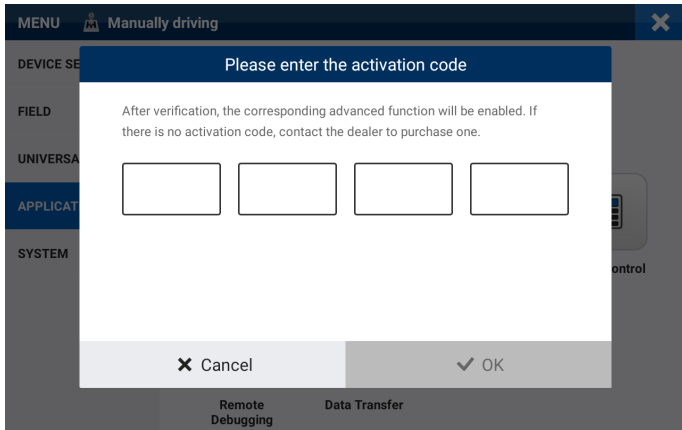 MENU Manually driving
DEVICE SE
Please enter the activation code
FIELD
After verification, the corresponding advanced function will be enabled. If
there is no activation code, contact the dealer to purchase one.
UNIVERSA
APPLICAT
SYSTEM
ontrol
Cancel
OK
Remote
Debugging
Data Transfer